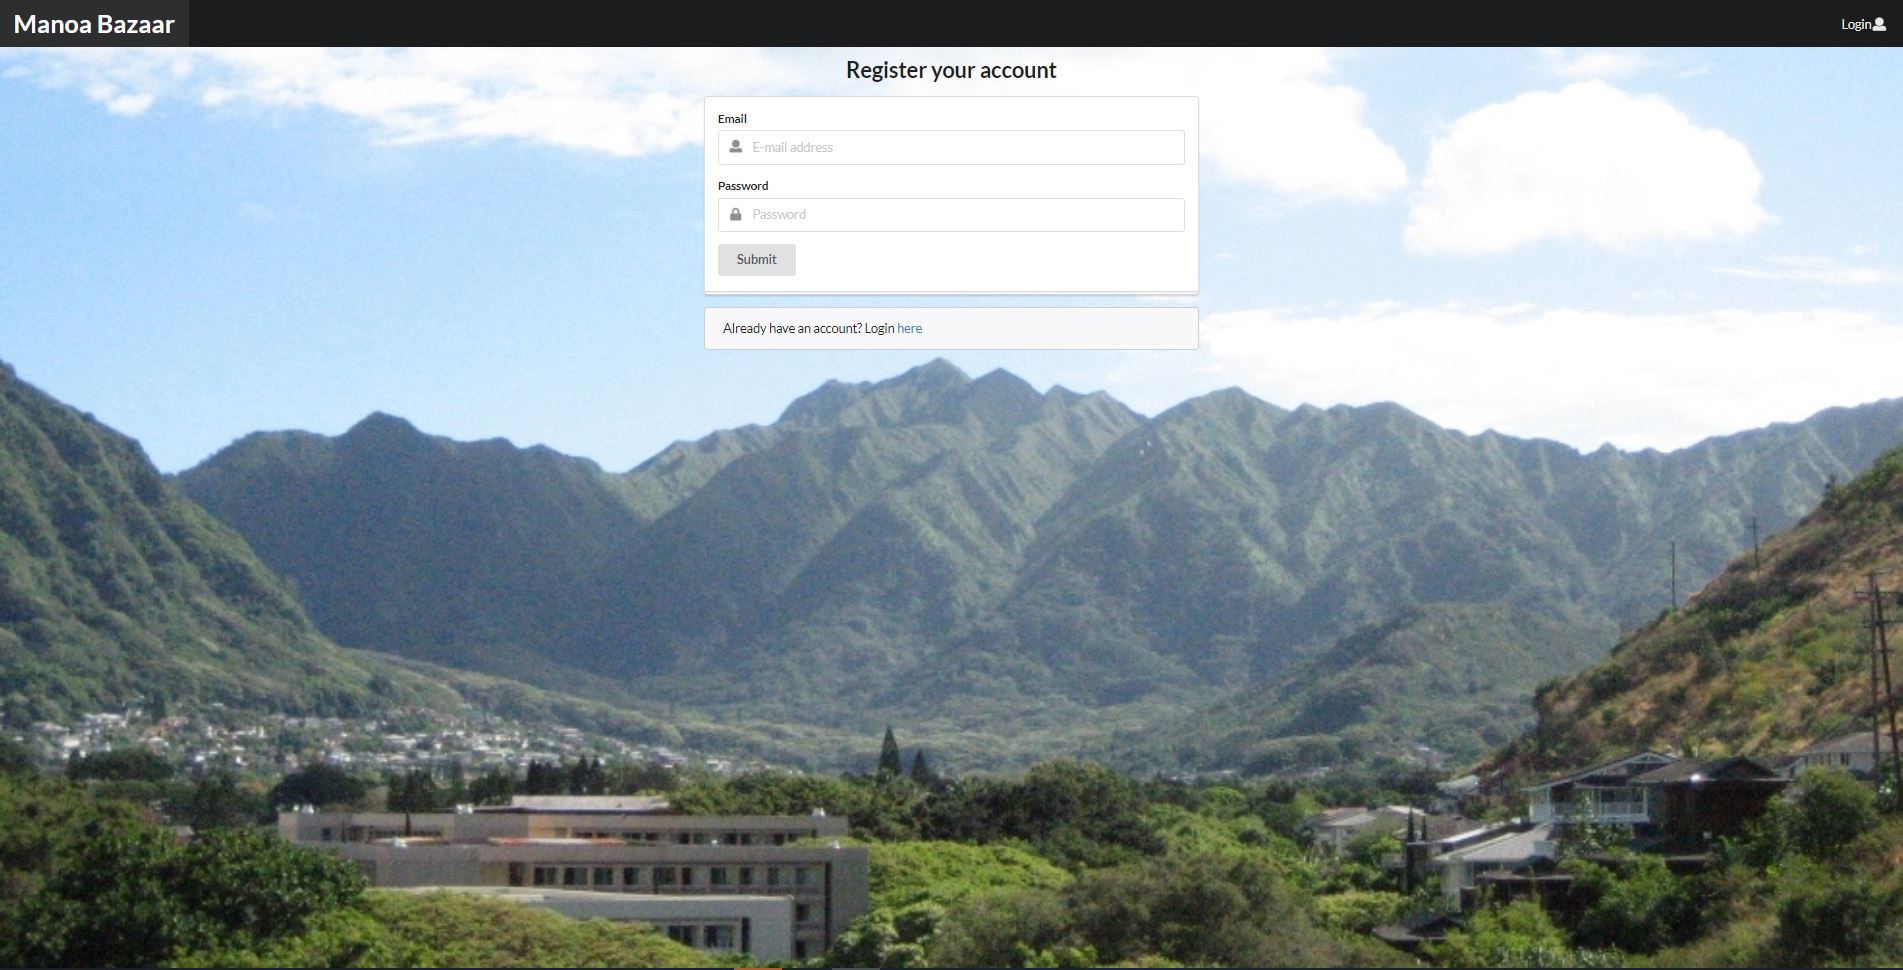 Manoa Bazaar
Login
Register your account
Email
E-mail address
Password
Password
Submit
Already have an account? Login here